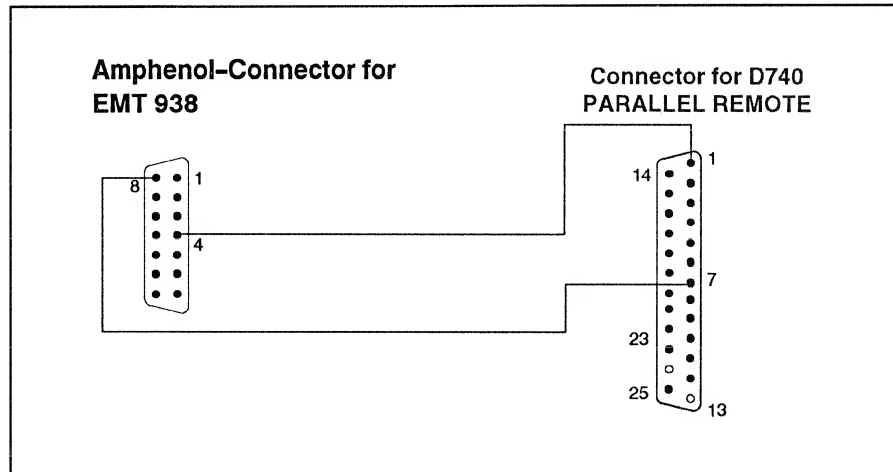 Amphenol–Connector for
EMT 938
Connector for D740
PARALLEL REMOTE
8
1
4
14
1
7
23
25
13